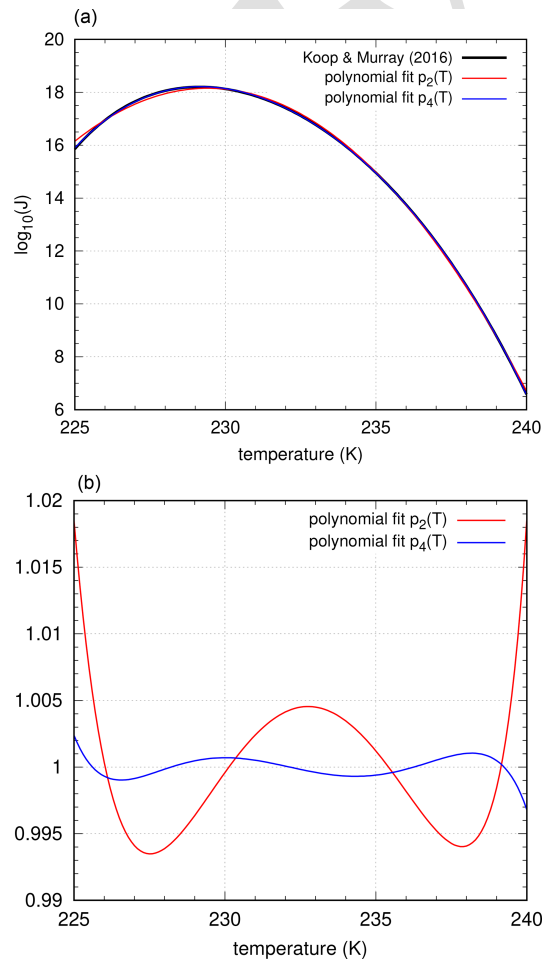 (a)
20
18
16
14
12
10
8
6
log10(J)
Koop & Murray (2016)
polynomial fit p2(T)
polynomial fit p4(T)
225 230 235 240
temperature (K)
(b)
1.02
1.015
1.01
1.005
1
0.995
0.99
polynomial fit p2(T)
polynomial fit p4(T)
225 230 235 240
temperature (K)